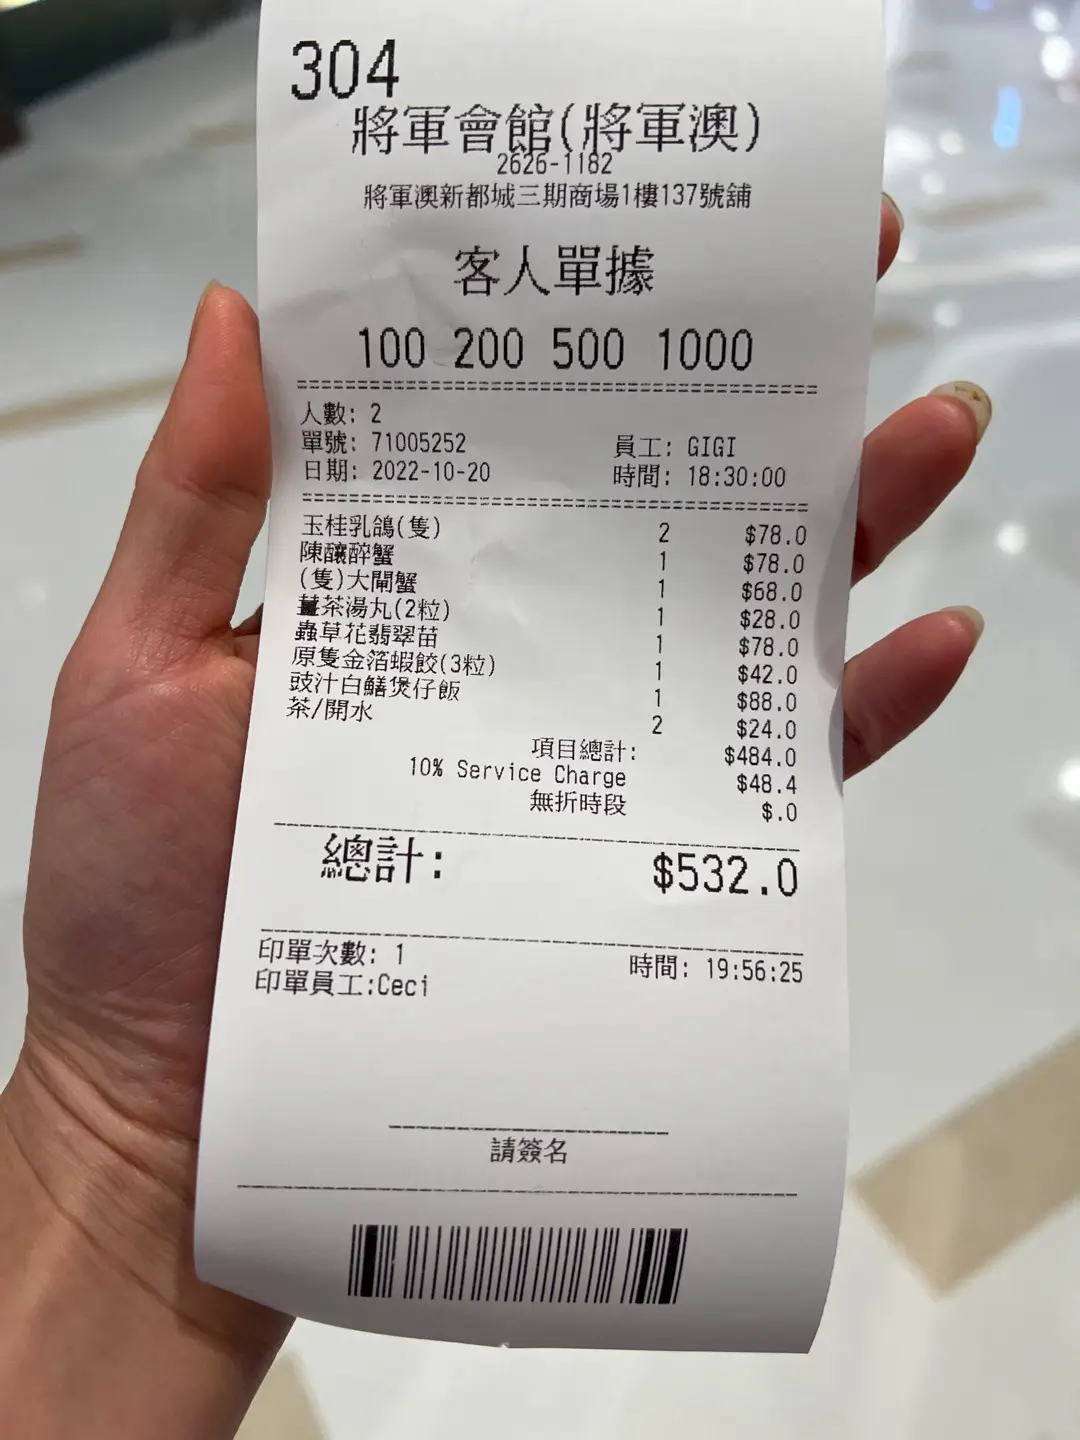 304
將軍會館(將軍澳)
2626-1182
將軍澳新都城三期商場1樓137號舖
客人單據
100 200 500 1000
人數: 2
單號: 71005252 員工: GIGI
日期: 2022-10-20 時間: 18:30:00
玉桂乳鴿(隻) 2 $78.0
陳釀醉蟹 1 $78.0
(隻)大閘蟹 1 $68.0
薑茶湯丸(2粒) 1 $28.0
蟲草花翡翠苗 1 $78.0
原隻金箔蝦餃(3粒) 1 $42.0
豉汁白鱔煲仔飯 1 $88.0
茶/開水 2 $24.0
項目總計: $484.0
10% Service Charge $48.4
無折時段 $.0
總計: $532.0
印單次數: 1 時間: 19:56:25
印單員工:Ceci
請簽名